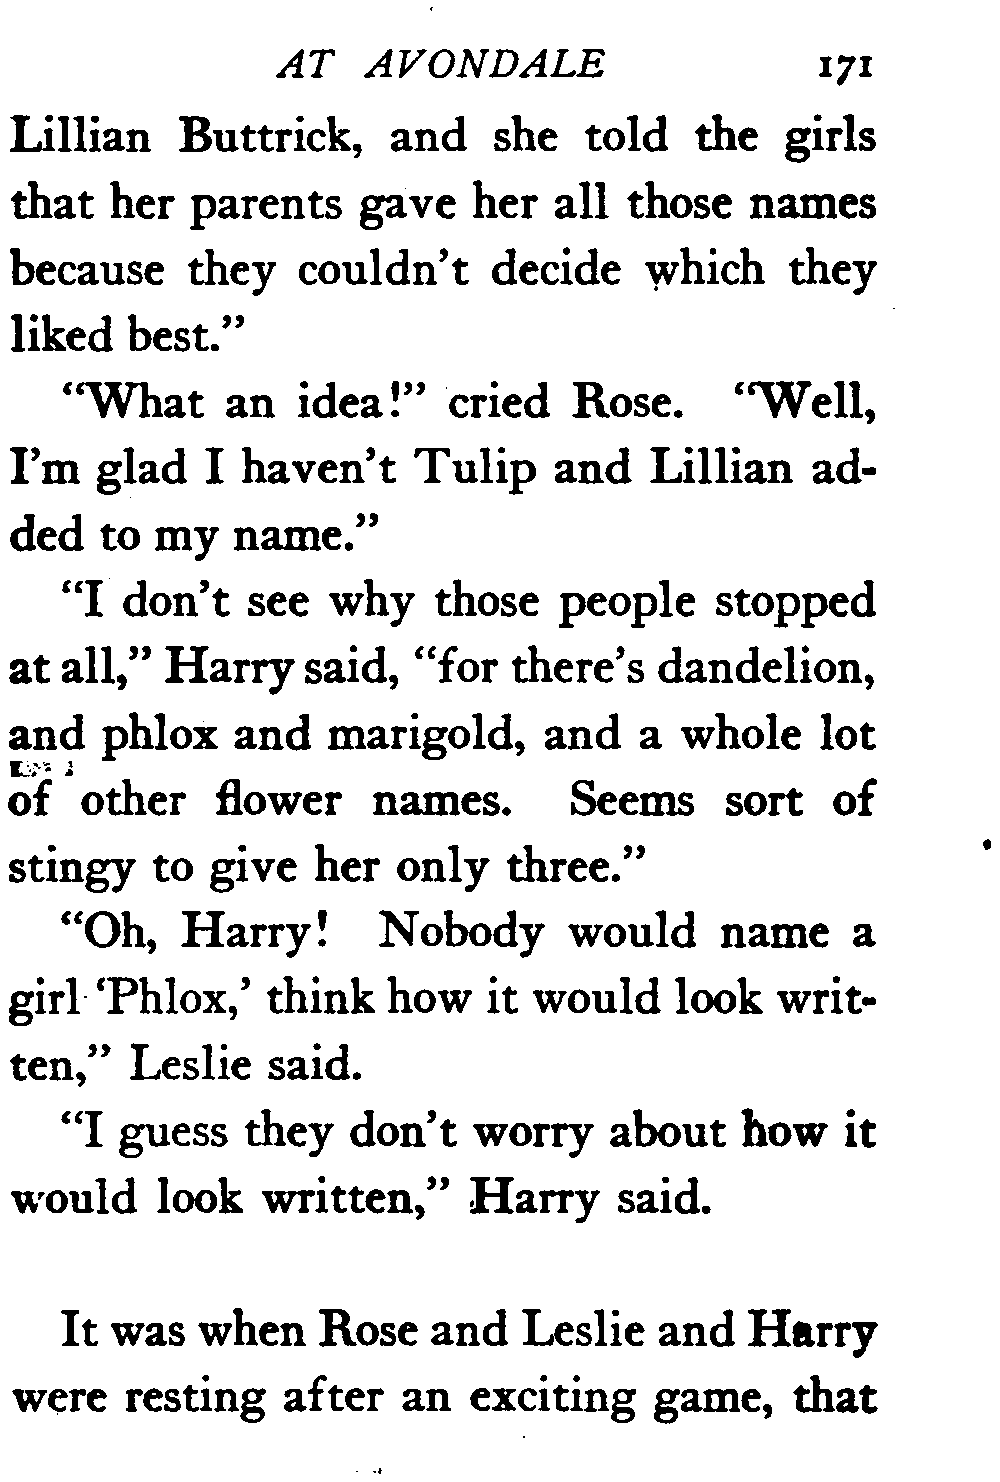 AT AVONDALE 171
Lillian Buttrick, and she told the girls
that her parents gave her all those names
because they couldn't decide which they
liked best.”
“What an idea!” cried Rose. “Well,
I'm glad I haven't Tulip and Lillian ad-
ded to my name.”
“I don't see why those people stopped
at all,” Harry said, “for there's dandelion,
and phlox and marigold, and a whole lot
of other flower names. Seems sort of
stingy to give her only three.”
“Oh, Harry! Nobody would name a
girl ‘Phlox,’ think how it would look writ-
ten,” Leslie said.
“I guess they don't worry about how it
would look written,” Harry said.
It was when Rose and Leslie and Harry
were resting after an exciting game, that